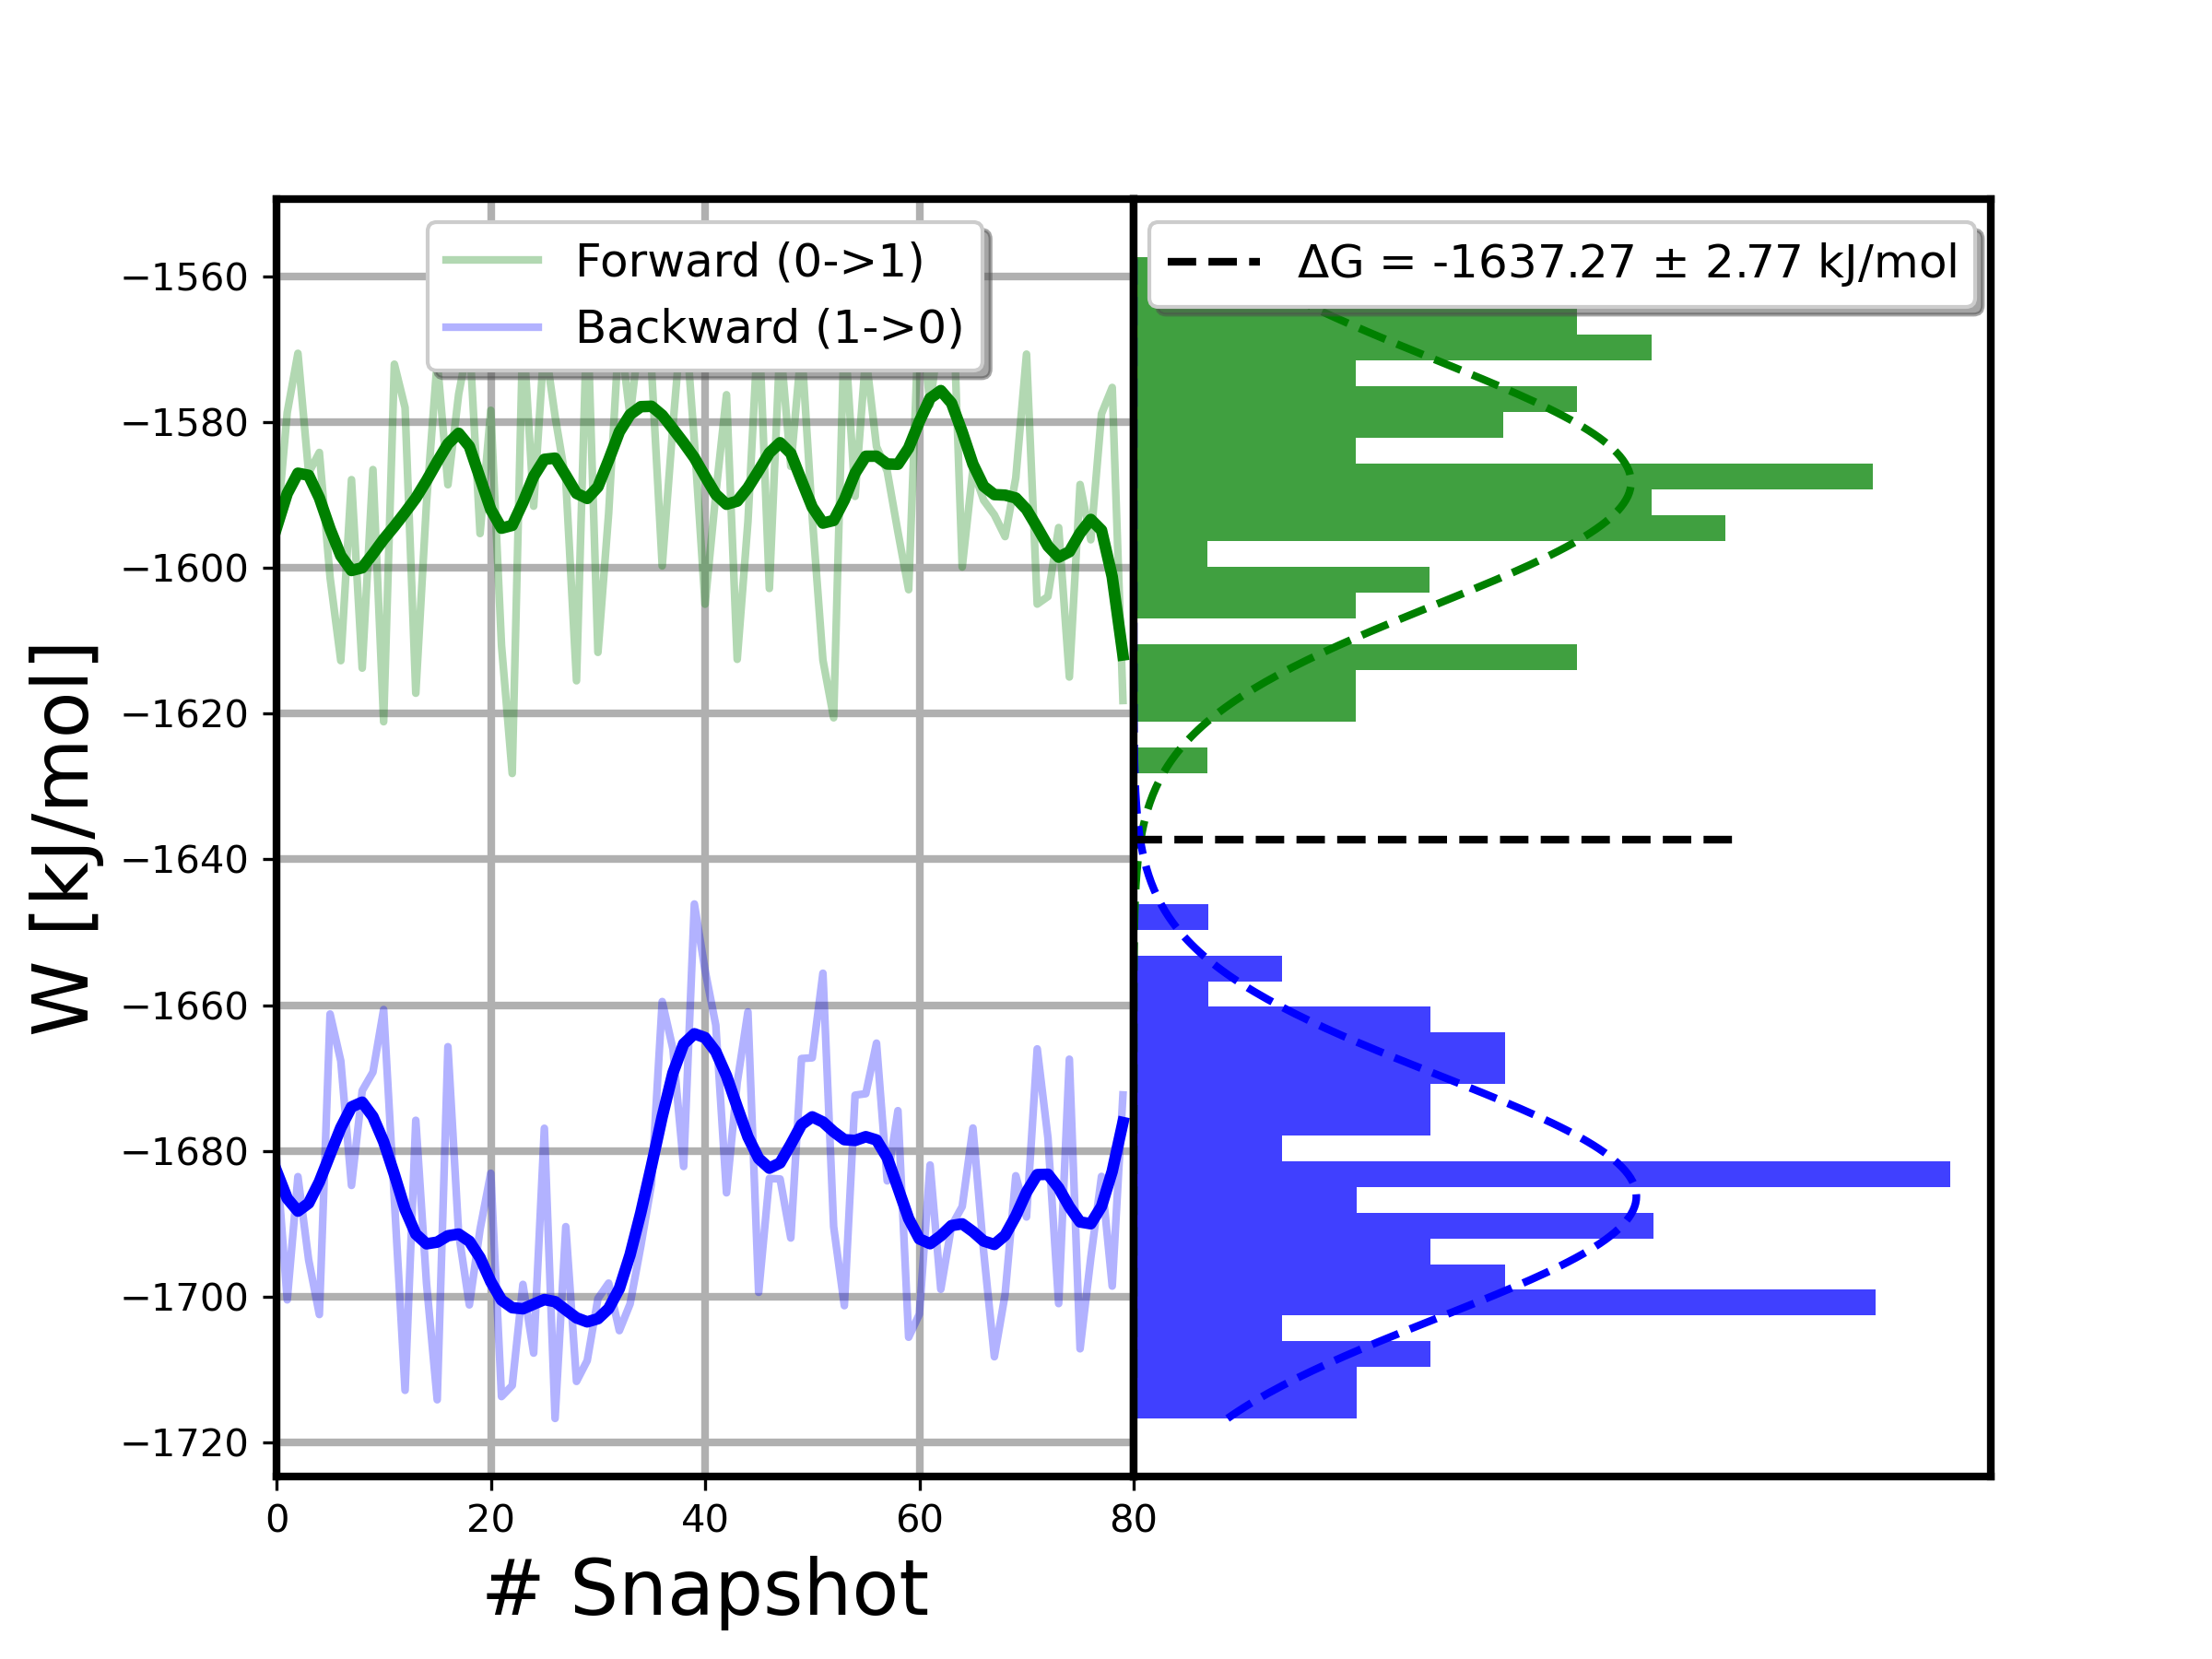 Forward (0->1)
Backward (1->0)
ΔG = -1637.27 ± 2.77 kJ/mol
W [kJ/mol]
−1560
−1580
−1600
−1620
−1640
−1660
−1680
−1700
−1720
0 20 40 60 80
# Snapshot